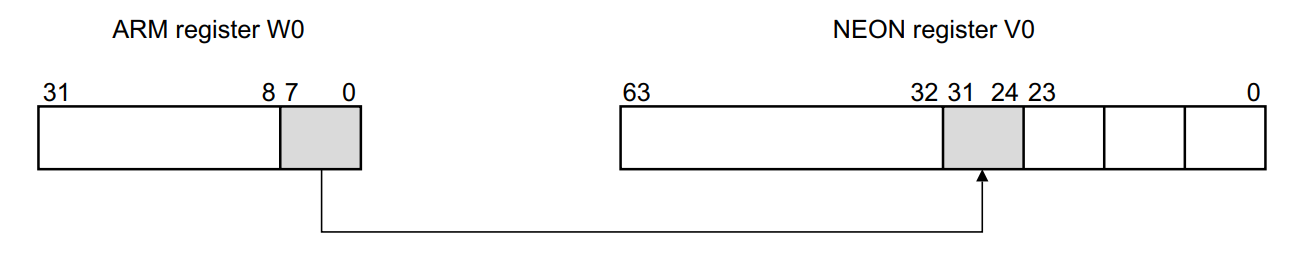 ARM register W0 NEON register V0
31 8 7 0 63 32 31 24 23 0